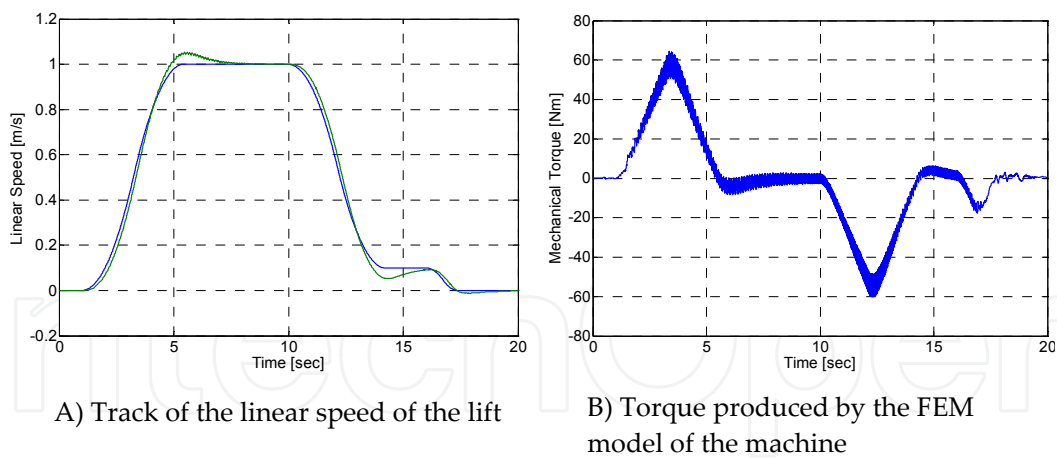 1.2
1
0.8
0.6
0.4
0.2
0
-0.2
Linear Speed [m/s]
0 5 10 15 20
Time [sec]
A) Track of the linear speed of the lift
80
60
40
20
0
-20
-40
-60
-80
Mechanical Torque [Nm]
0 5 10 15 20
Time [sec]
B) Torque produced by the FEM
model of the machine
ntechOpen